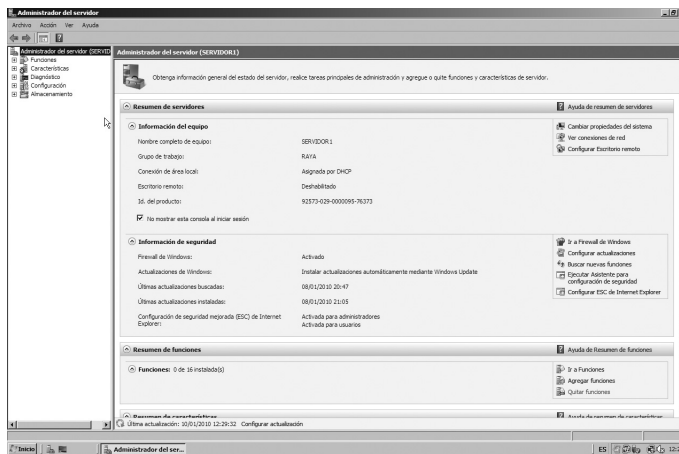 Administrador del servidor
Archivo Acción Ver Ayuda
Administrador del servidor (SERVID
Funciones
Características
Diagnóstico
Configuración
Almacenamiento
Administrador del servidor (SERVIDOR1)
Obtenga información general del estado del servidor, realice tareas principales de administración y agregue o quite funciones y características de servidor.
Resumen de servidores
Ayuda de resumen de servidores
Información del equipo
Nombre completo de equipo: SERVIDOR1
Grupo de trabajo: RAYA
Conexión de área local: Asignada por DHCP
Escritorio remoto: Deshabilitado
Id. del producto: 92573-029-0000095-76373
No mostrar esta consola al iniciar sesión
Cambiar propiedades del sistema
Ver conexiones de red
Configurar Escritorio remoto
Información de seguridad
Firewall de Windows: Activado
Actualizaciones de Windows: Instalar actualizaciones automáticamente mediante Windows Update
Últimas actualizaciones buscadas: 08/01/2010 20:47
Últimas actualizaciones instaladas: 08/01/2010 21:05
Configuración de seguridad mejorada (ESC) de Internet Activada para administradores
Explorer: Activada para usuarios
Ir a Firewall de Windows
Configurar actualizaciones
Buscar nuevas funciones
Ejecutar Asistente para
configuración de seguridad
Configurar ESC de Internet Explorer
Resumen de funciones
Ayuda de Resumen de funciones
Funciones: 0 de 16 instalada(s)
Ir a Funciones
Agregar funciones
Quitar funciones
Resumen de características
Ayuda de resumen de características
Última actualización: 10/01/2010 12:29:32 Configurar actualización
Inicio
Administrador del ser...
ES